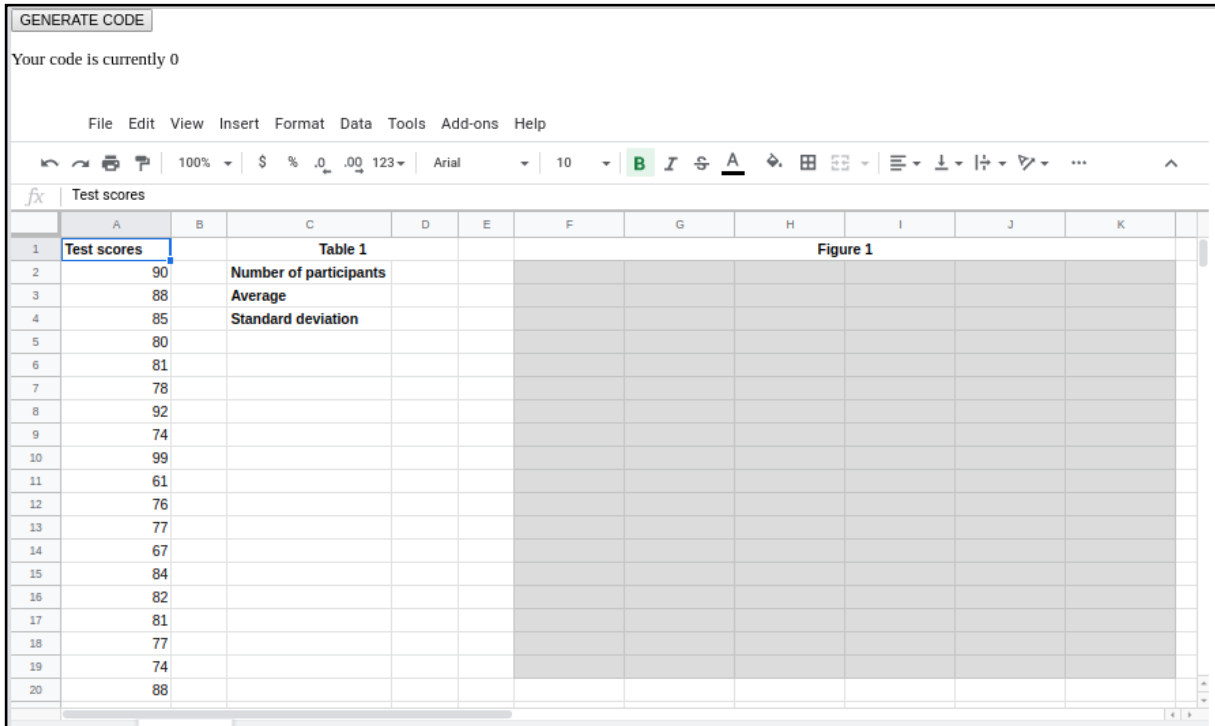 GENERATE CODE
Your code is currently 0
File Edit View Insert Format Data Tools Add-ons Help
100% $ % .0 .00 123 Arial 10 B I S A ...
fx Test scores
A B C D E F G H I J K
1 Test scores Table 1 Figure 1
2 90 Number of participants
3 88 Average
4 85 Standard deviation
5 80
6 81
7 78
8 92
9 74
10 99
11 61
12 76
13 77
14 67
15 84
16 82
17 81
18 77
19 74
20 88